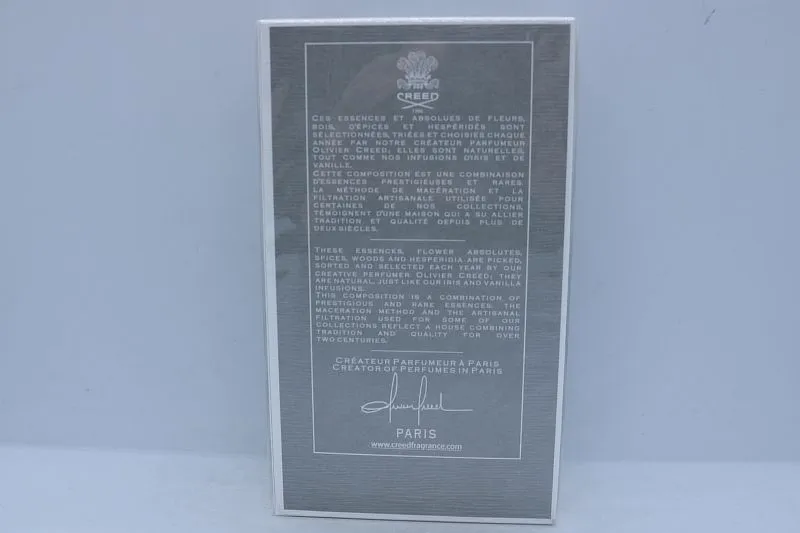 CREED
1760
CES ESSENCES ET ABSOLUES DE FLEURS,
BOIS, D'ÉPICES ET HESPÉRIDÉS SONT
SÉLECTIONNÉES, TRIÉES ET CHOISIES CHAQUE
ANNÉE PAR NOTRE CRÉATEUR PARFUMEUR
OLIVIER CREED; ELLES SONT NATURELLES,
TOUT COMME NOS INFUSIONS D'IRIS ET DE
VANILLE.
CETTE COMPOSITION EST UNE COMBINAISON
D'ESSENCES PRESTIGIEUSES ET RARES.
LA MÉTHODE DE MACÉRATION ET LA
FILTRATION ARTISANALE UTILISÉE POUR
CERTAINES DE NOS COLLECTIONS,
TÉMOIGNENT D'UNE MAISON QUI A SU ALLIER
TRADITION ET QUALITÉ DEPUIS PLUS DE
DEUX SIÈCLES.
THESE ESSENCES, FLOWER ABSOLUTES,
SPICES, WOODS AND HESPERIDIA ARE PICKED,
SORTED AND SELECTED EACH YEAR BY OUR
CREATIVE PERFUMER OLIVIER CREED; THEY
ARE NATURAL, JUST LIKE OUR IRIS AND VANILLA
INFUSIONS.
THIS COMPOSITION IS A COMBINATION OF
PRESTIGIOUS AND RARE ESSENCES. THE
MACERATION METHOD AND THE ARTISANAL
FILTRATION USED FOR SOME OF OUR
COLLECTIONS REFLECT A HOUSE COMBINING
TRADITION AND QUALITY FOR OVER
TWO CENTURIES.
CRÉATEUR PARFUMEUR À PARIS
CREATOR OF PERFUMES IN PARIS
PARIS
www.creedfragrance.com